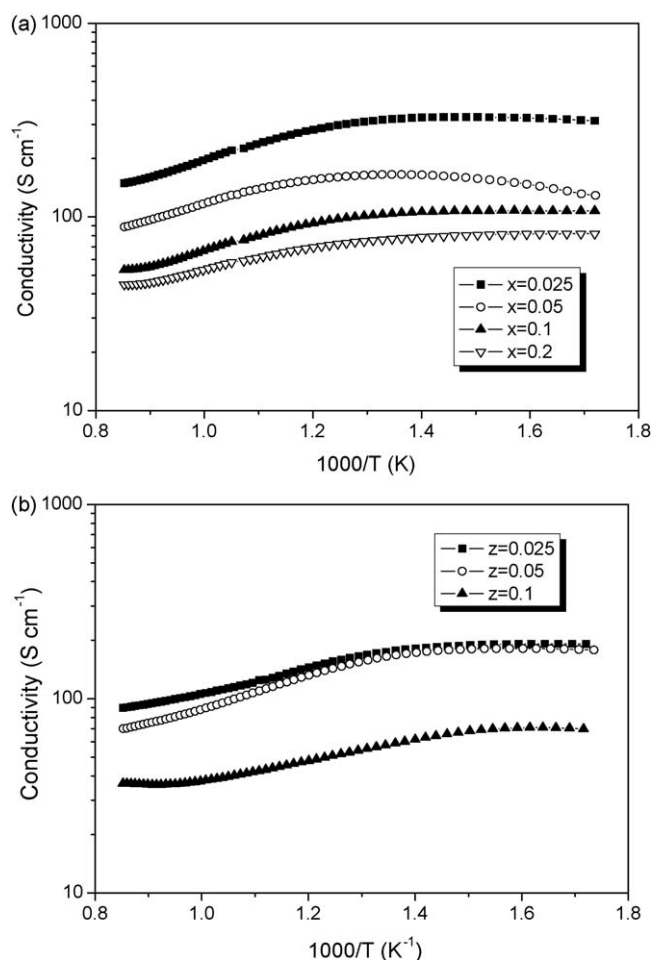 (a)
1000
100
10
Conductivity (S cm⁻¹)
x=0.025
x=0.05
x=0.1
x=0.2
0.8 1.0 1.2 1.4 1.6 1.8
1000/T (K)
(b)
1000
100
10
Conductivity (S cm⁻¹)
z=0.025
z=0.05
z=0.1
0.8 1.0 1.2 1.4 1.6 1.8
1000/T (K⁻¹)